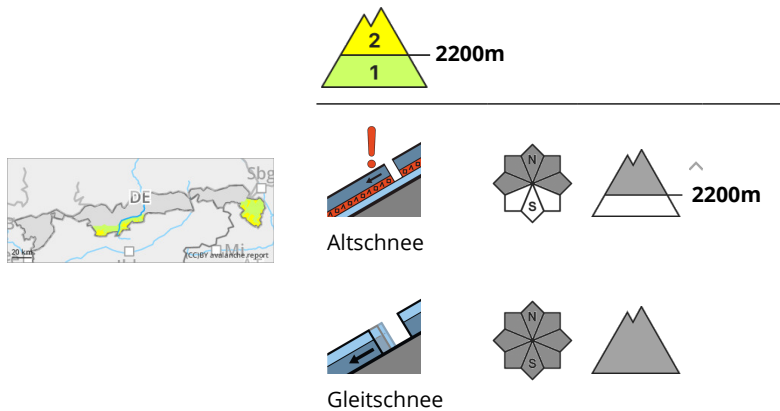 2
1
2200m
Sbg
DE
Mi
20 km
(CC)BY avalanche.report
N
S
2200m
Altschnee
N
S
Gleitschnee